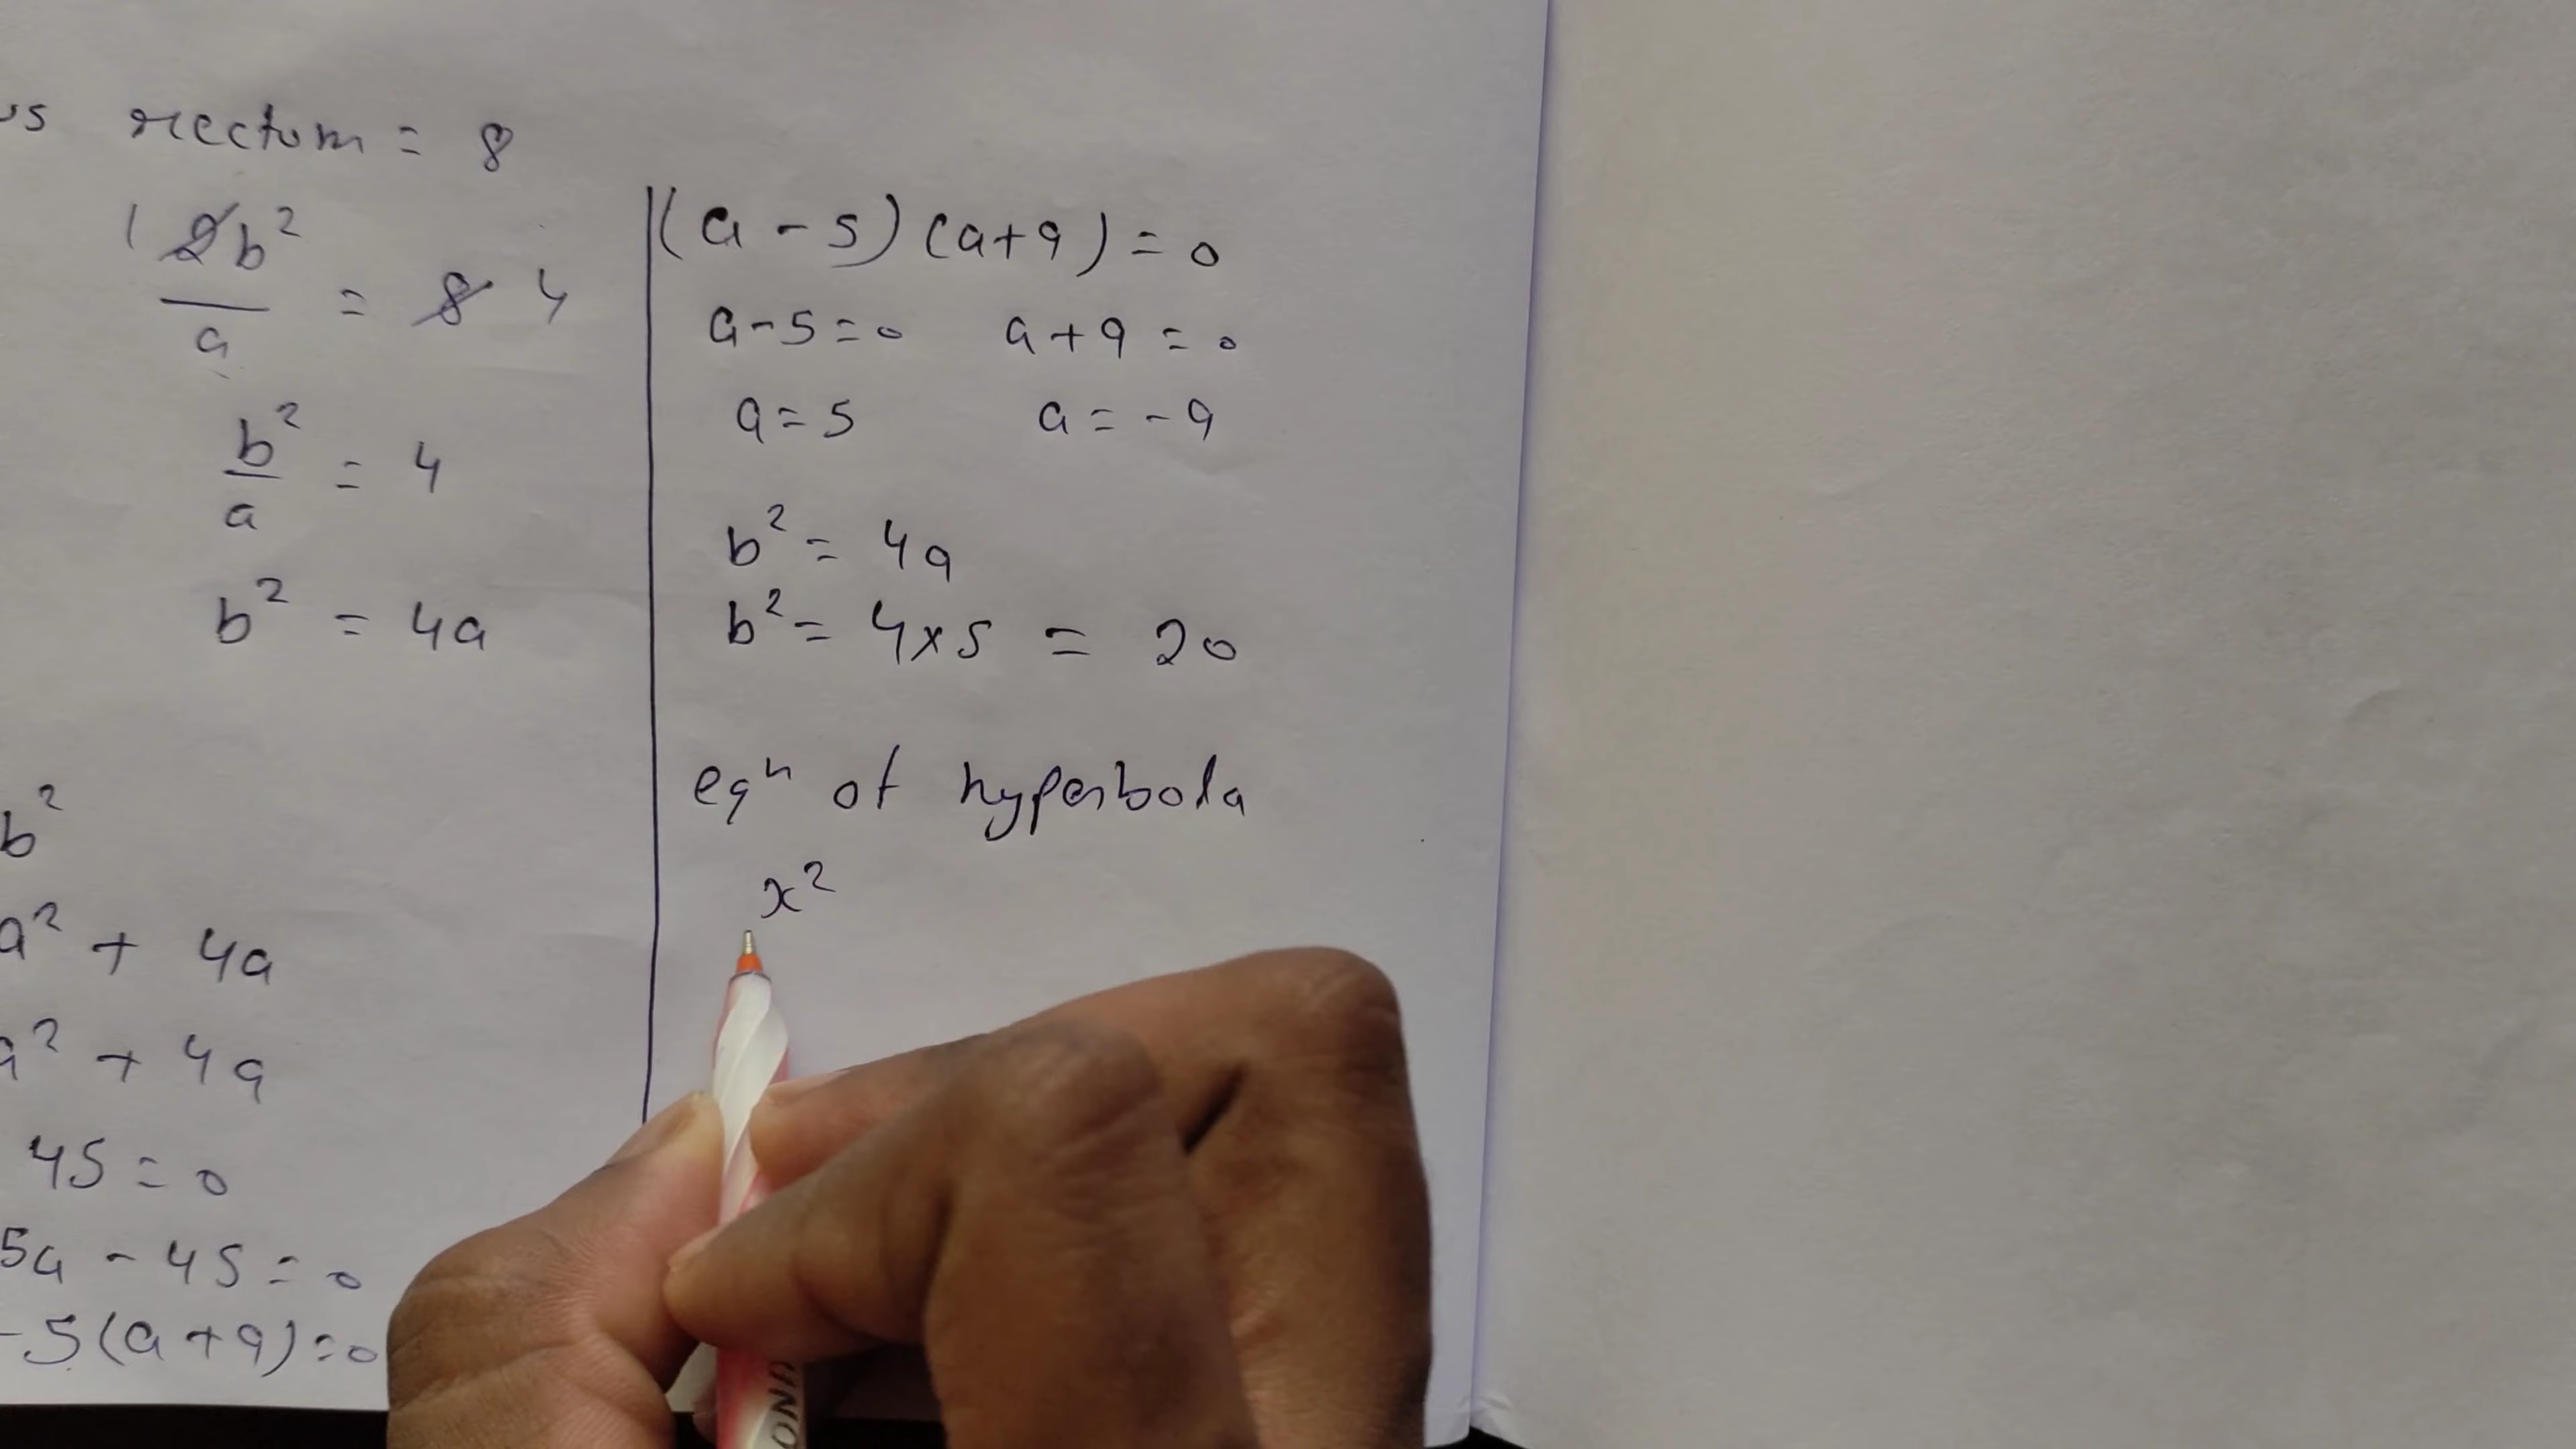 rectum = 8
1 2b² / a = 8 4
b² / a = 4
b² = 4a
b²
a² + 4a
a² + 4a
45 = 0
5a - 45 = 0
- 5(a + 9) = 0
(a - 5) (a + 9) = 0
a - 5 = 0 a + 9 = 0
a = 5 a = - 9
b² = 4a
b² = 4 × 5 = 20
eqⁿ of hyperbola
x²